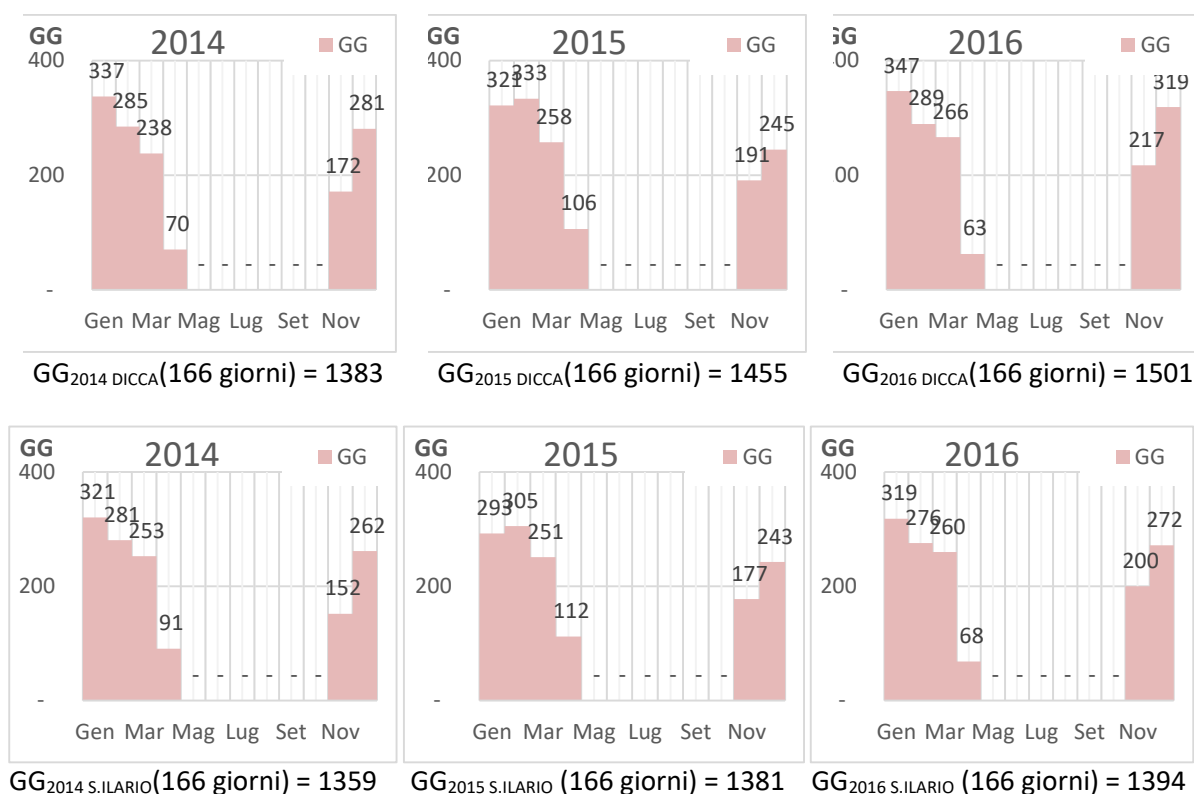 GG 2014 GG
400
337
285
238
281
172
200
70
- - - - - -
-
Gen Mar Mag Lug Set Nov
GG2014 DICCA(166 giorni) = 1383
GG 2015 GG
400
321
333
258
245
191
200
106
- - - - - -
-
Gen Mar Mag Lug Set Nov
GG2015 DICCA(166 giorni) = 1455
GG 2016 GG
00
347
289
266
319
217
00
63
- - - - - -
-
Gen Mar Mag Lug Set Nov
GG2016 DICCA(166 giorni) = 1501
GG 2014 GG
400
321
281
253
262
152
200
91
- - - - - -
-
Gen Mar Mag Lug Set Nov
GG2014 S.ILARIO(166 giorni) = 1359
GG 2015 GG
400
293
305
251
243
177
200
112
- - - - - -
-
Gen Mar Mag Lug Set Nov
GG2015 S.ILARIO (166 giorni) = 1381
GG 2016 GG
400
319
276
260
272
200
200
68
- - - - - -
-
Gen Mar Mag Lug Set Nov
GG2016 S.ILARIO (166 giorni) = 1394